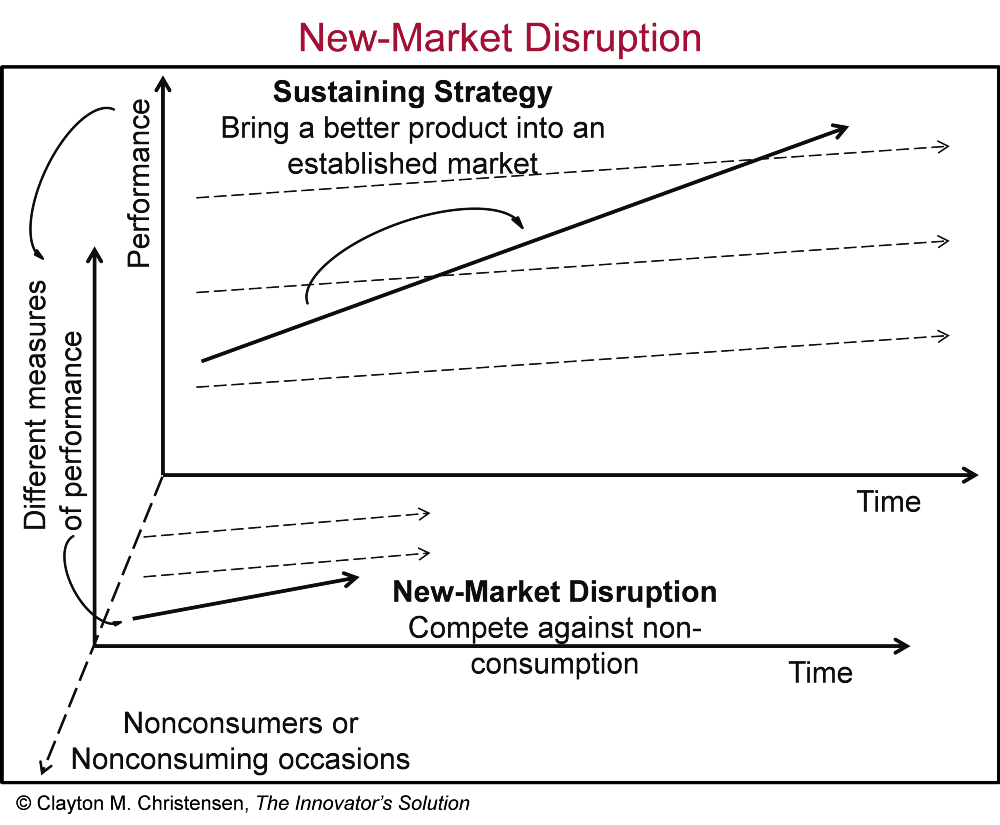 New-Market Disruption
Sustaining Strategy
Bring a better product into an
established market
Performance
Different measures
of performance
Time
New-Market Disruption
Compete against non-
consumption
Time
Nonconsumers or
Nonconsuming occasions
© Clayton M. Christensen, The Innovator's Solution